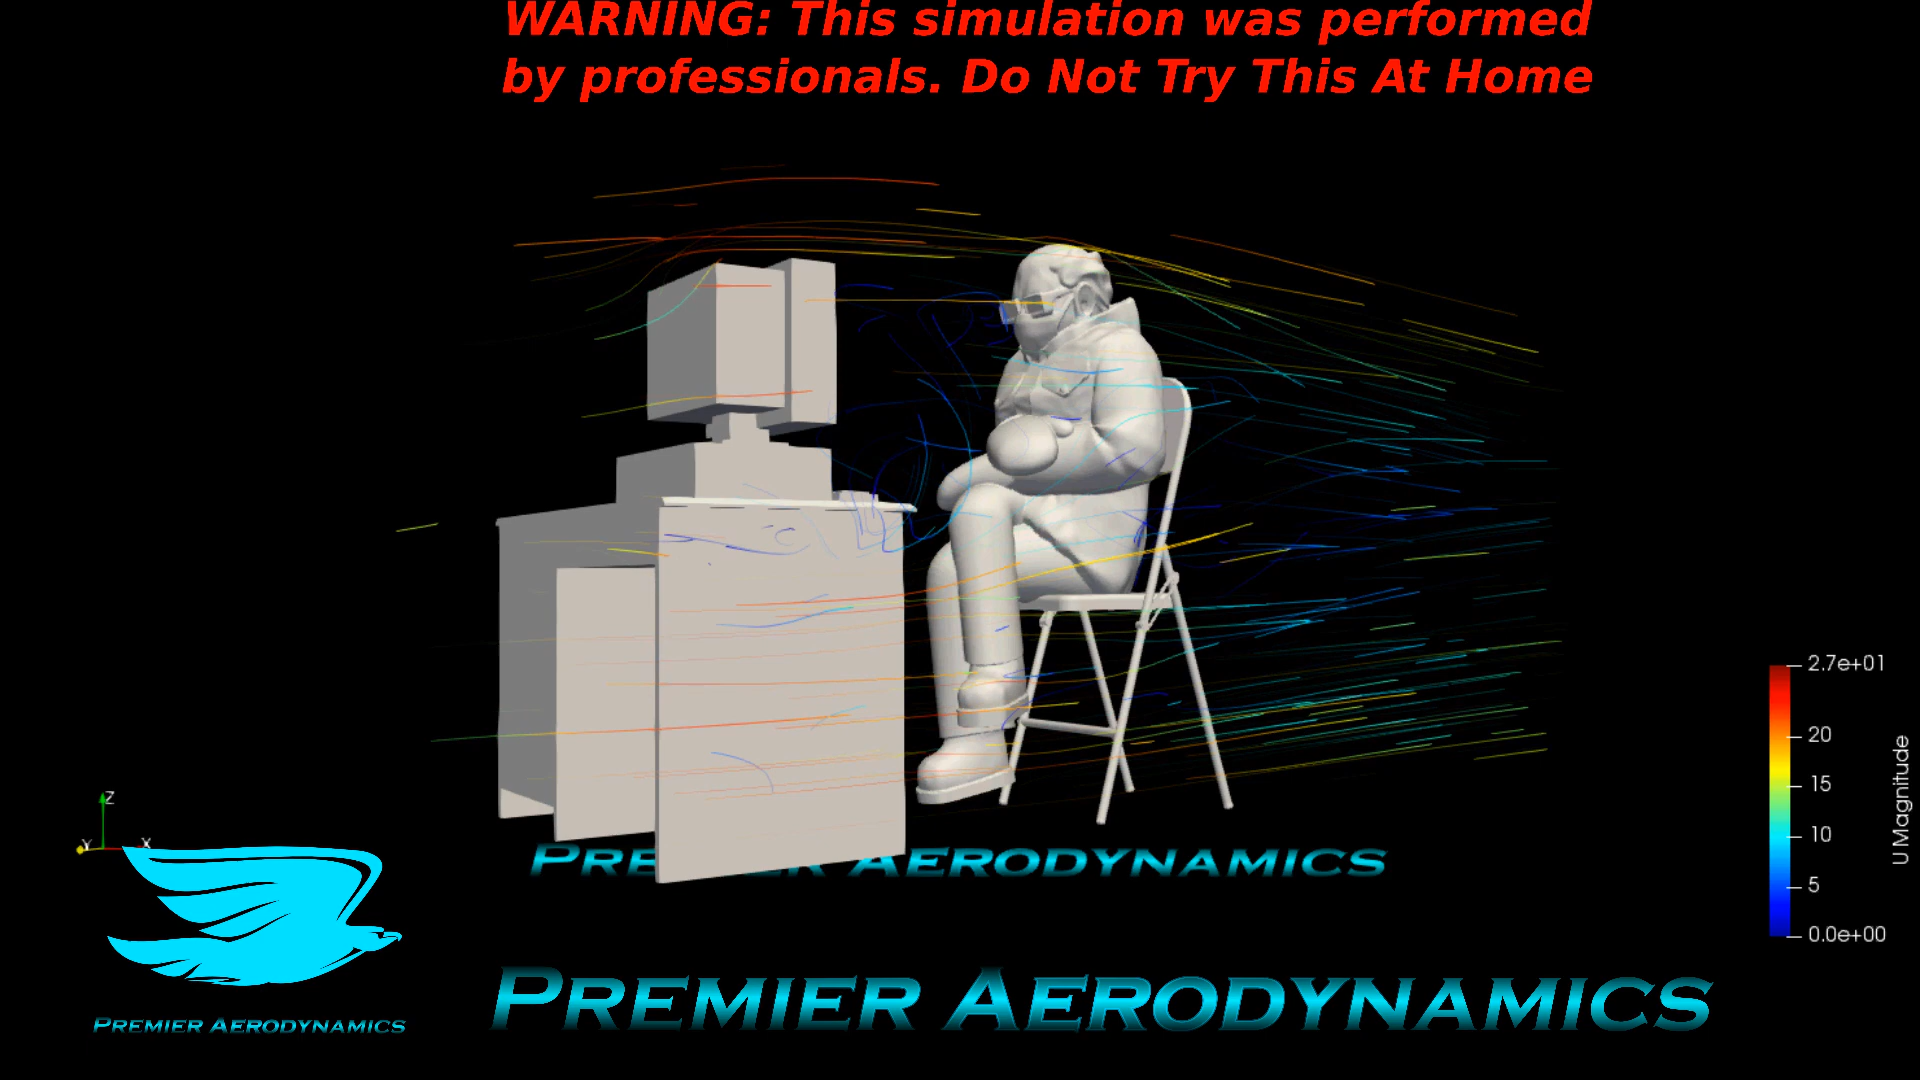 WARNING: This simulation was performed
by professionals. Do Not Try This At Home
2.7e+01
20
15
10
5
0.0e+00
U Magnitude
Z
Y
X
AERODYNAMICS
PREMIER AERODYNAMICS
PREMIER AERODYNAMICS